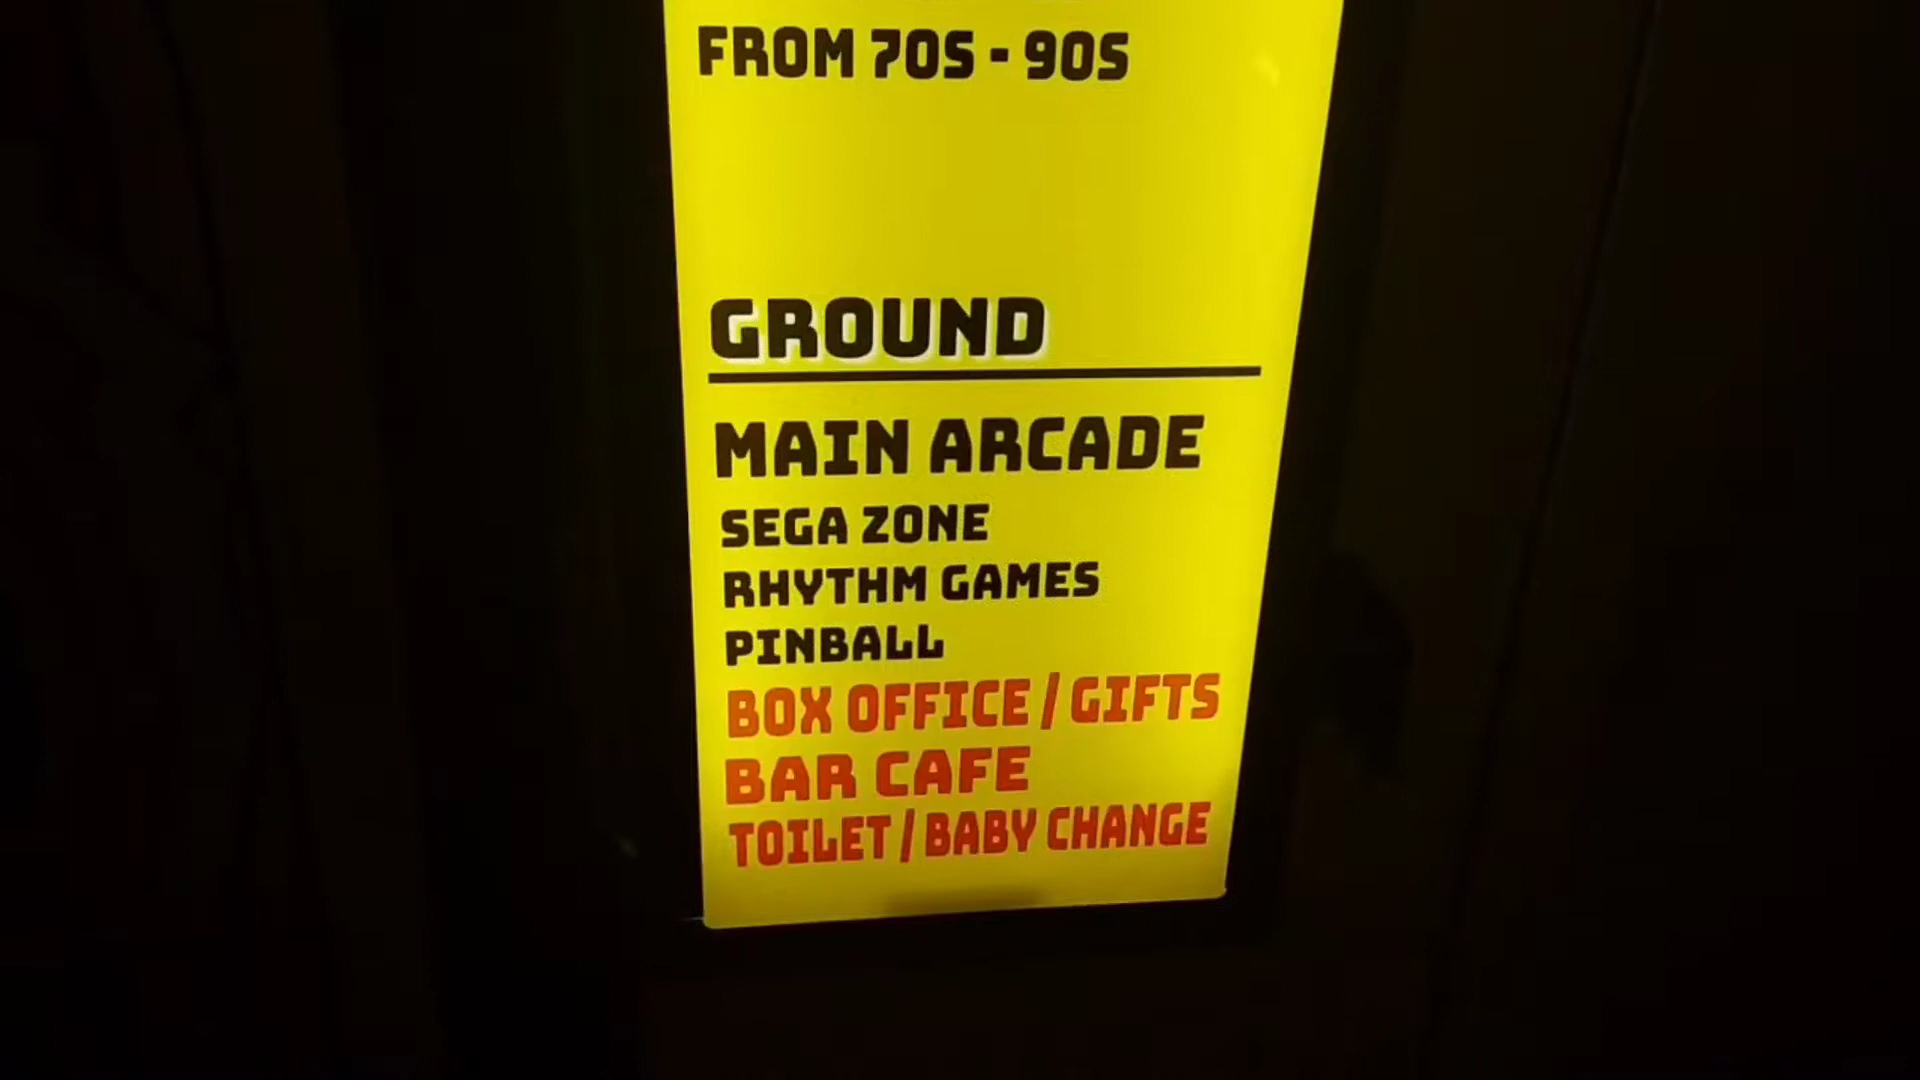 FROM 70S - 90S
GROUND
MAIN ARCADE
SEGA ZONE
RHYTHM GAMES
PINBALL
BOX OFFICE / GIFTS
BAR CAFE
TOILET / BABY CHANGE